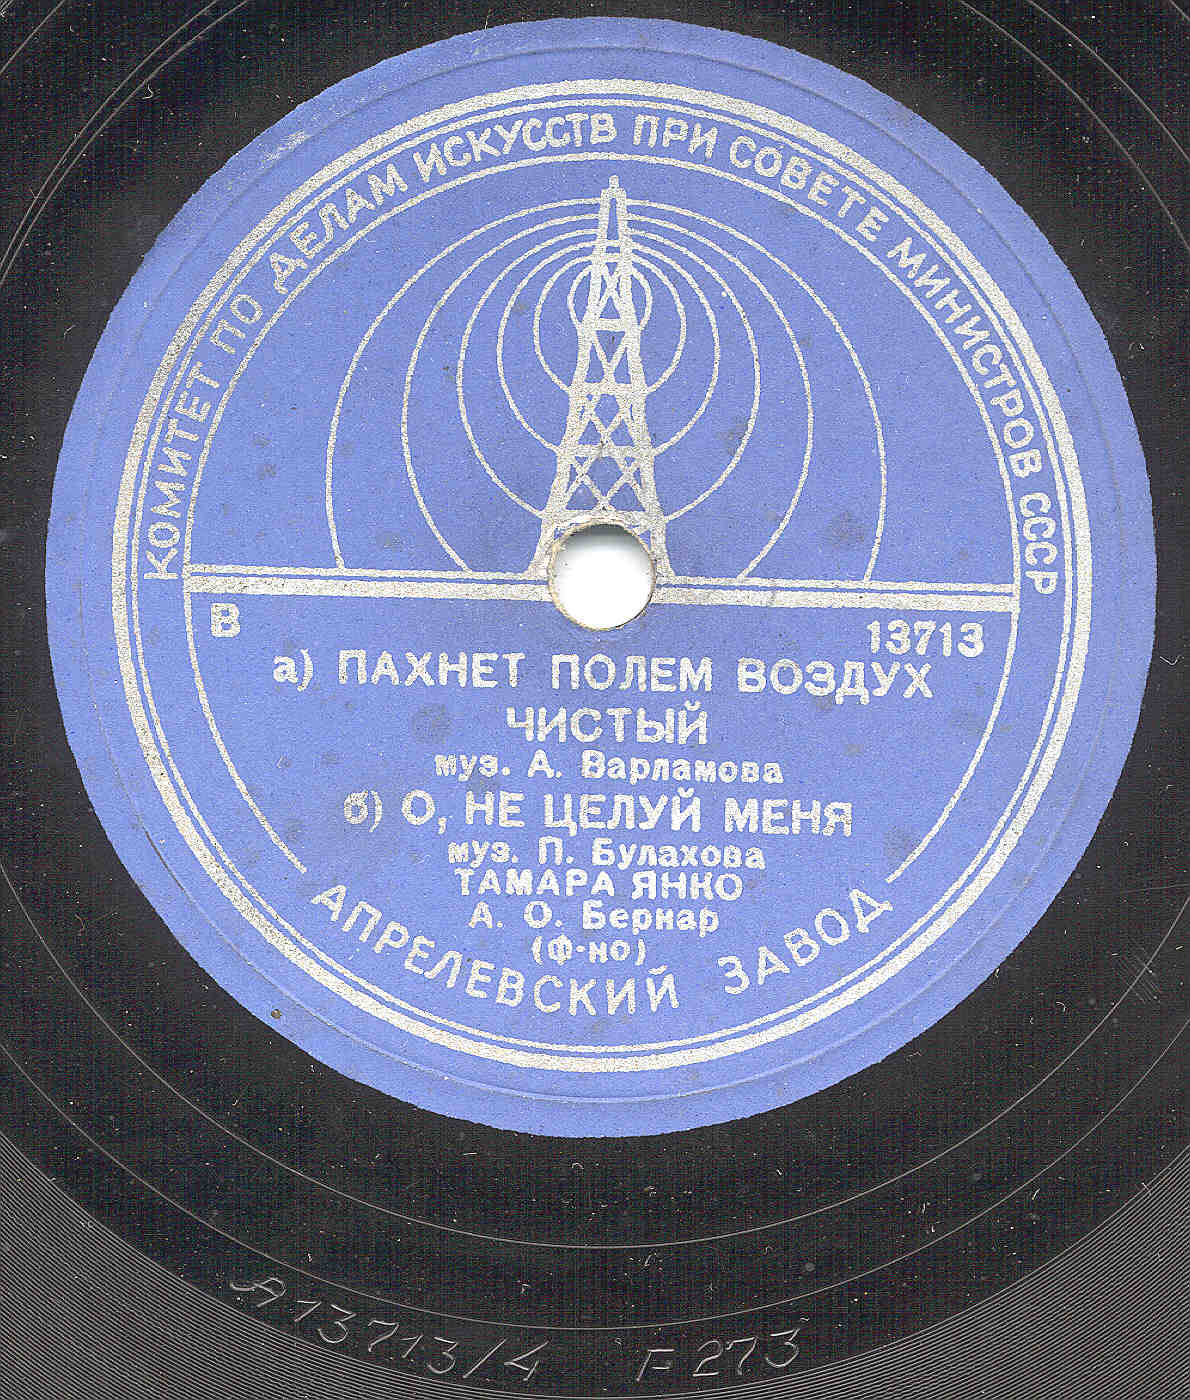 КОМИТЕТ ПО ДЕЛАМ ИСКУССТВ ПРИ СОВЕТЕ МИНИСТРОВ СССР
В
13713
а) ПАХНЕТ ПОЛЕМ ВОЗДУХ
ЧИСТЫЙ
муз. А. Варламова
б) О, НЕ ЦЕЛУЙ МЕНЯ
муз. П. Булахова
ТАМАРА ЯНКО
А. О. Бернар
(ф-но)
АПРЕЛЕВСКИЙ ЗАВОД
А 13713/4 F 273